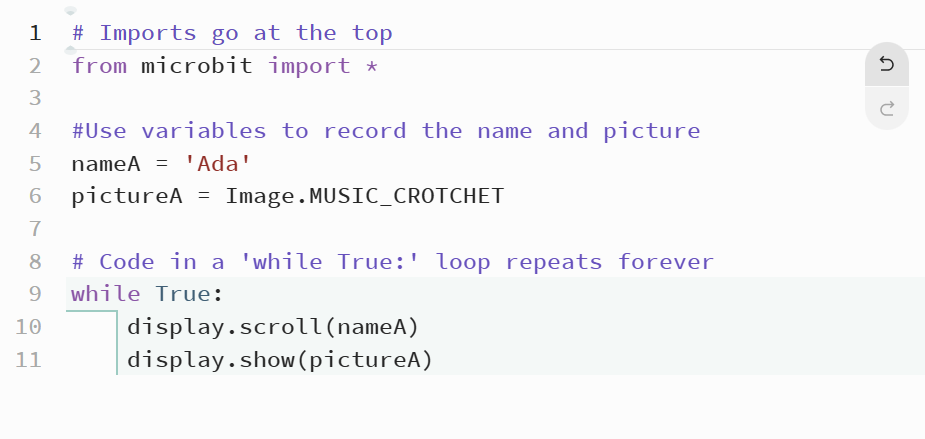 1 # Imports go at the top
2 from microbit import *
3
4 #Use variables to record the name and picture
5 nameA = 'Ada'
6 pictureA = Image.MUSIC_CROTCHET
7
8 # Code in a 'while True:' loop repeats forever
9 while True:
10     display.scroll(nameA)
11     display.show(pictureA)